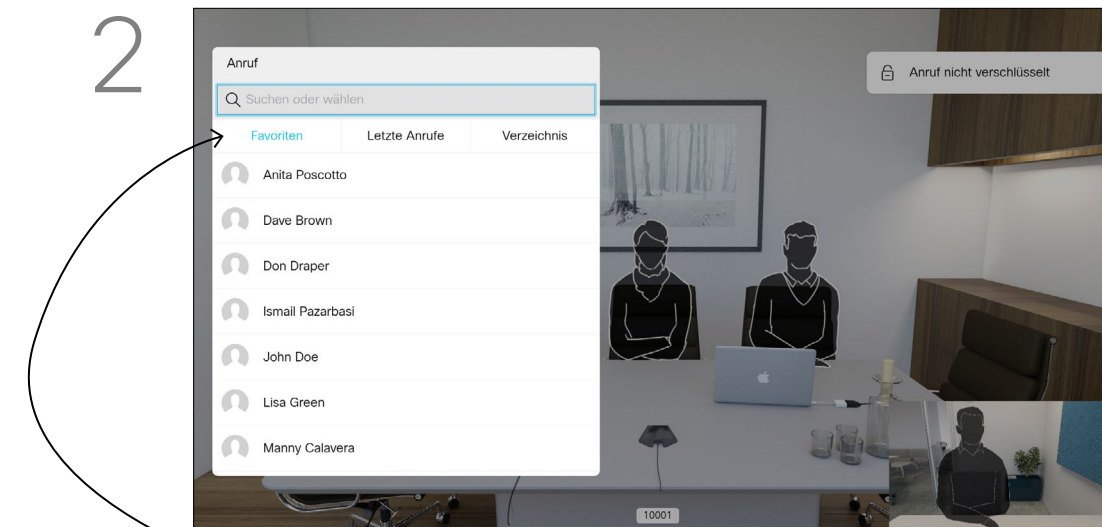 2
Anruf
Anruf nicht verschlüsselt
Suchen oder wählen
Favoriten Letzte Anrufe Verzeichnis
Anita Poscotto
Dave Brown
Don Draper
Ismail Pazarbasi
John Doe
Lisa Green
Manny Calavera
10001